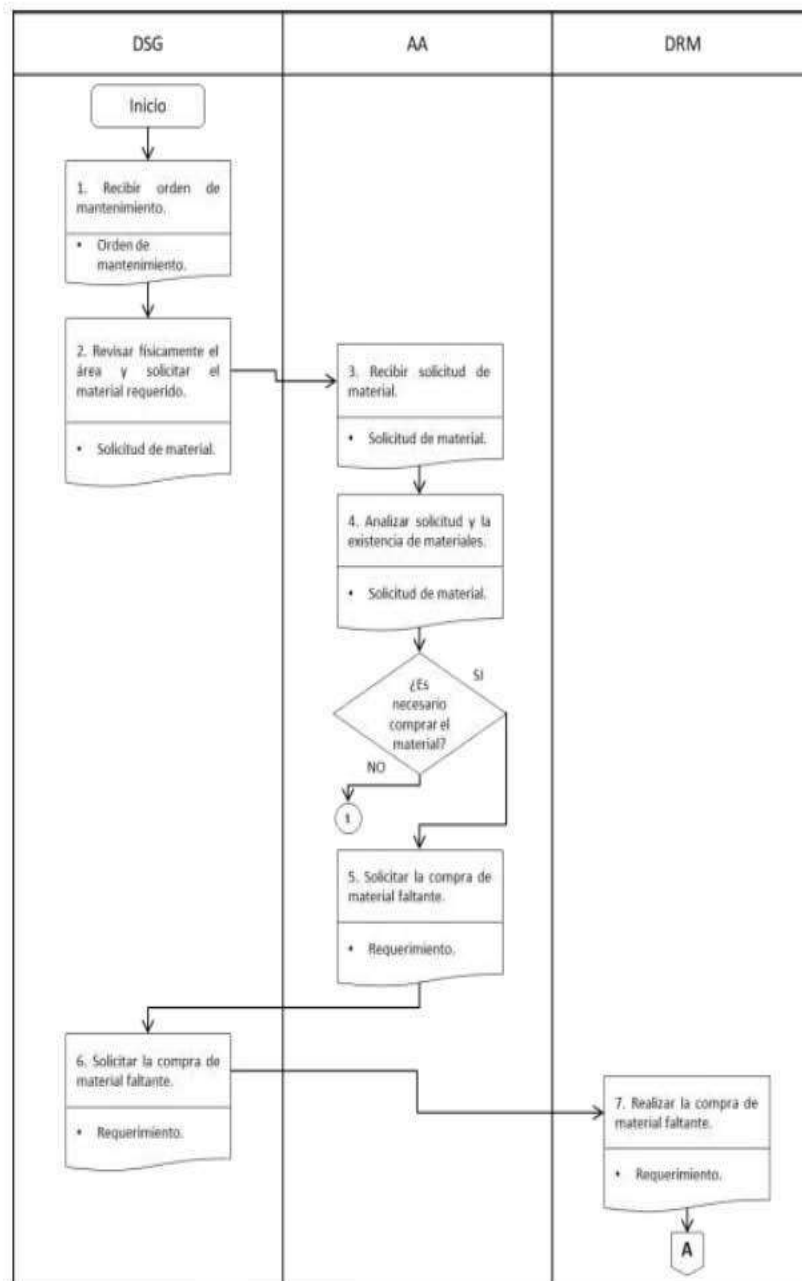 DSG
AA
DRM
Inicio
1. Recibir orden de
mantenimiento.
• Orden de
mantenimiento.
2. Revisar físicamente el
área y solicitar el
material requerido.
• Solicitud de material.
3. Recibir solicitud de
material.
• Solicitud de material.
4. Analizar solicitud y la
existencia de materiales.
• Solicitud de material.
¿Es
necesario
comprar el
material?
SI
NO
1
5. Solicitar la compra de
material faltante.
• Requerimiento.
6. Solicitar la compra de
material faltante.
• Requerimiento.
7. Realizar la compra de
material faltante.
• Requerimiento.
A